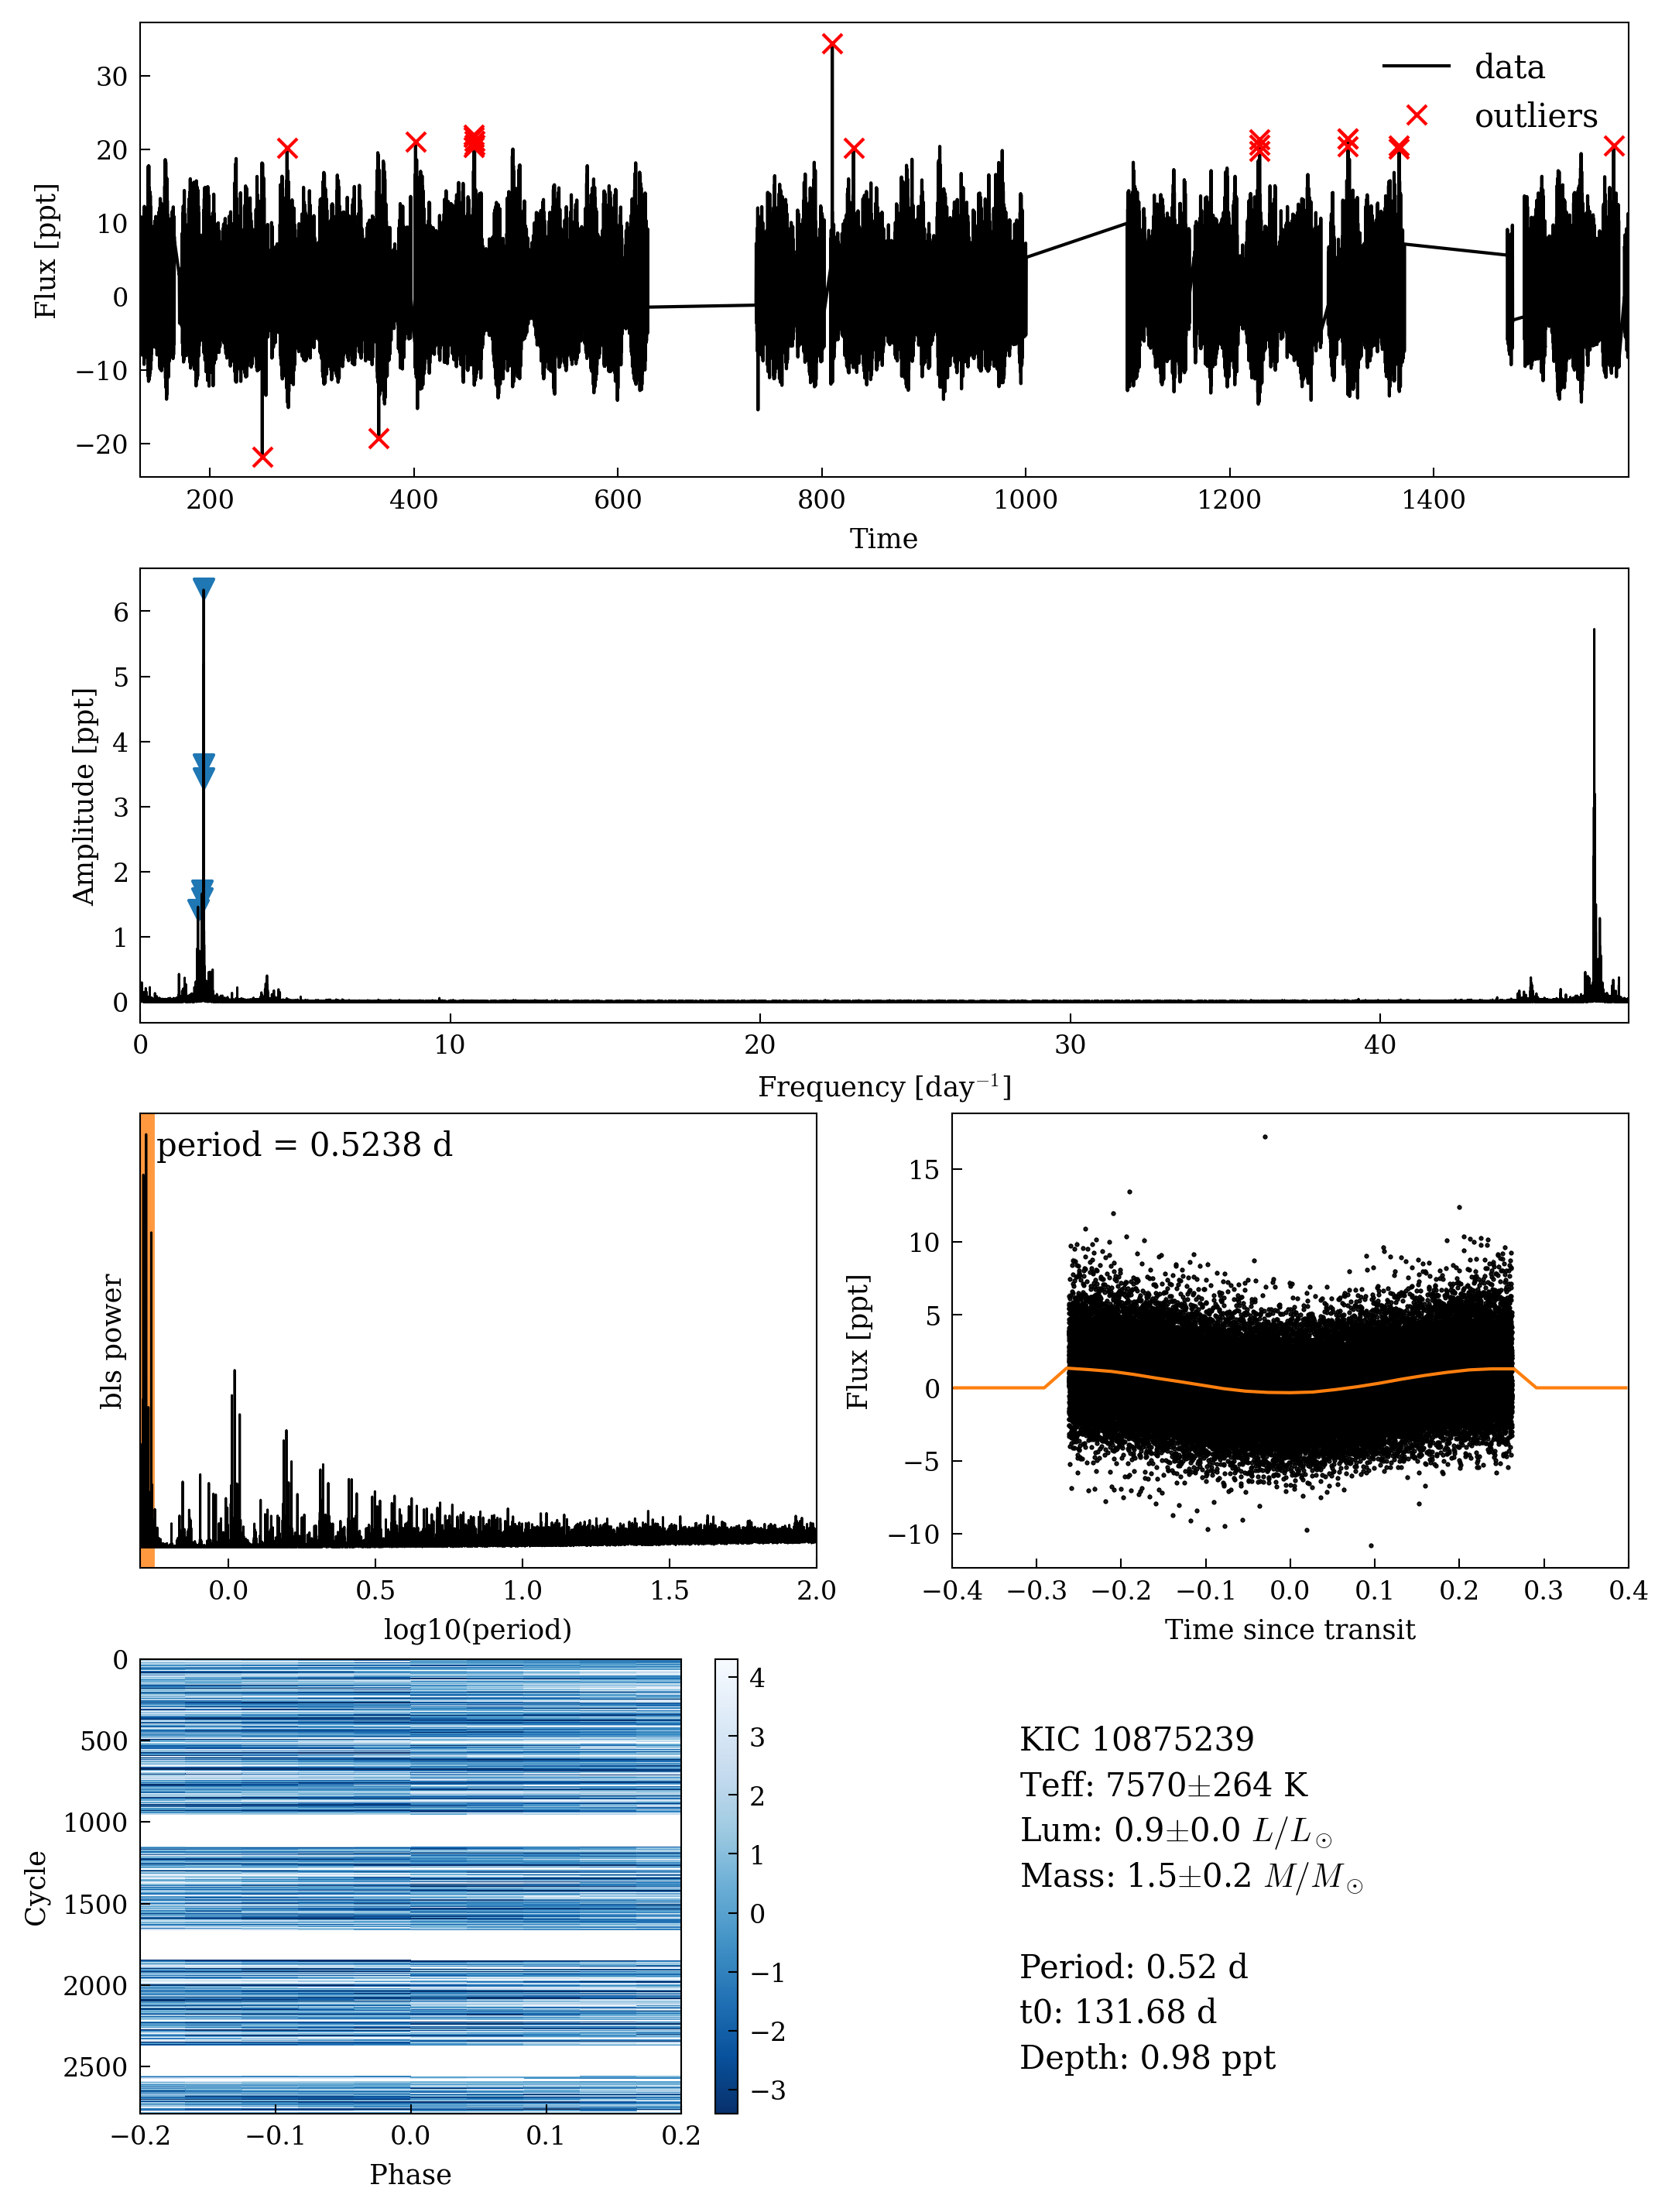 data
outliers
30
20
10
0
−10
−20
Flux [ppt]
200 400 600 800 1000 1200 1400
Time
6
5
4
3
2
1
0
Amplitude [ppt]
0 10 20 30 40
Frequency [day⁻¹]
period = 0.5238 d
bls power
0.0 0.5 1.0 1.5 2.0
log10(period)
15
10
5
0
−5
−10
Flux [ppt]
−0.4 −0.3 −0.2 −0.1 0.0 0.1 0.2 0.3 0.4
Time since transit
0
500
1000
1500
2000
2500
Cycle
−0.2 −0.1 0.0 0.1 0.2
Phase
4
3
2
1
0
−1
−2
−3
KIC 10875239
Teff: 7570±264 K
Lum: 0.9±0.0 L/L⊙
Mass: 1.5±0.2 M/M⊙
Period: 0.52 d
t0: 131.68 d
Depth: 0.98 ppt